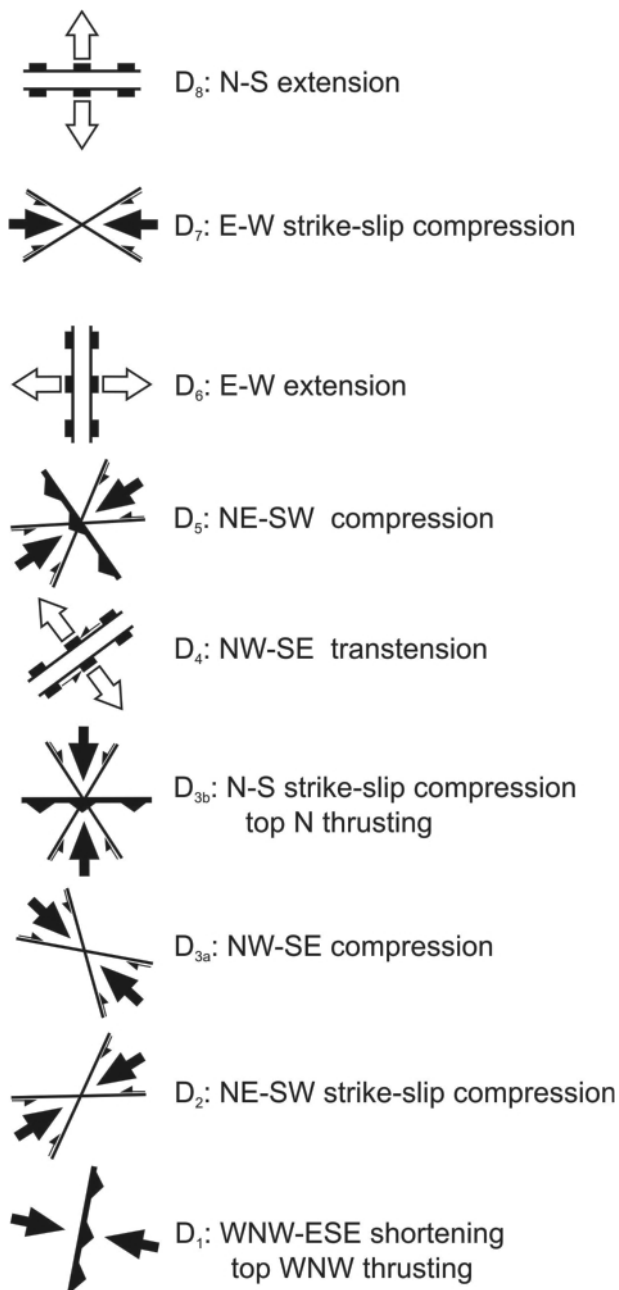 D₈: N-S extension
D₇: E-W strike-slip compression
D₆: E-W extension
D₅: NE-SW compression
D₄: NW-SE transtension
D₃b: N-S strike-slip compression
top N thrusting
D₃a: NW-SE compression
D₂: NE-SW strike-slip compression
D₁: WNW-ESE shortening
top WNW thrusting